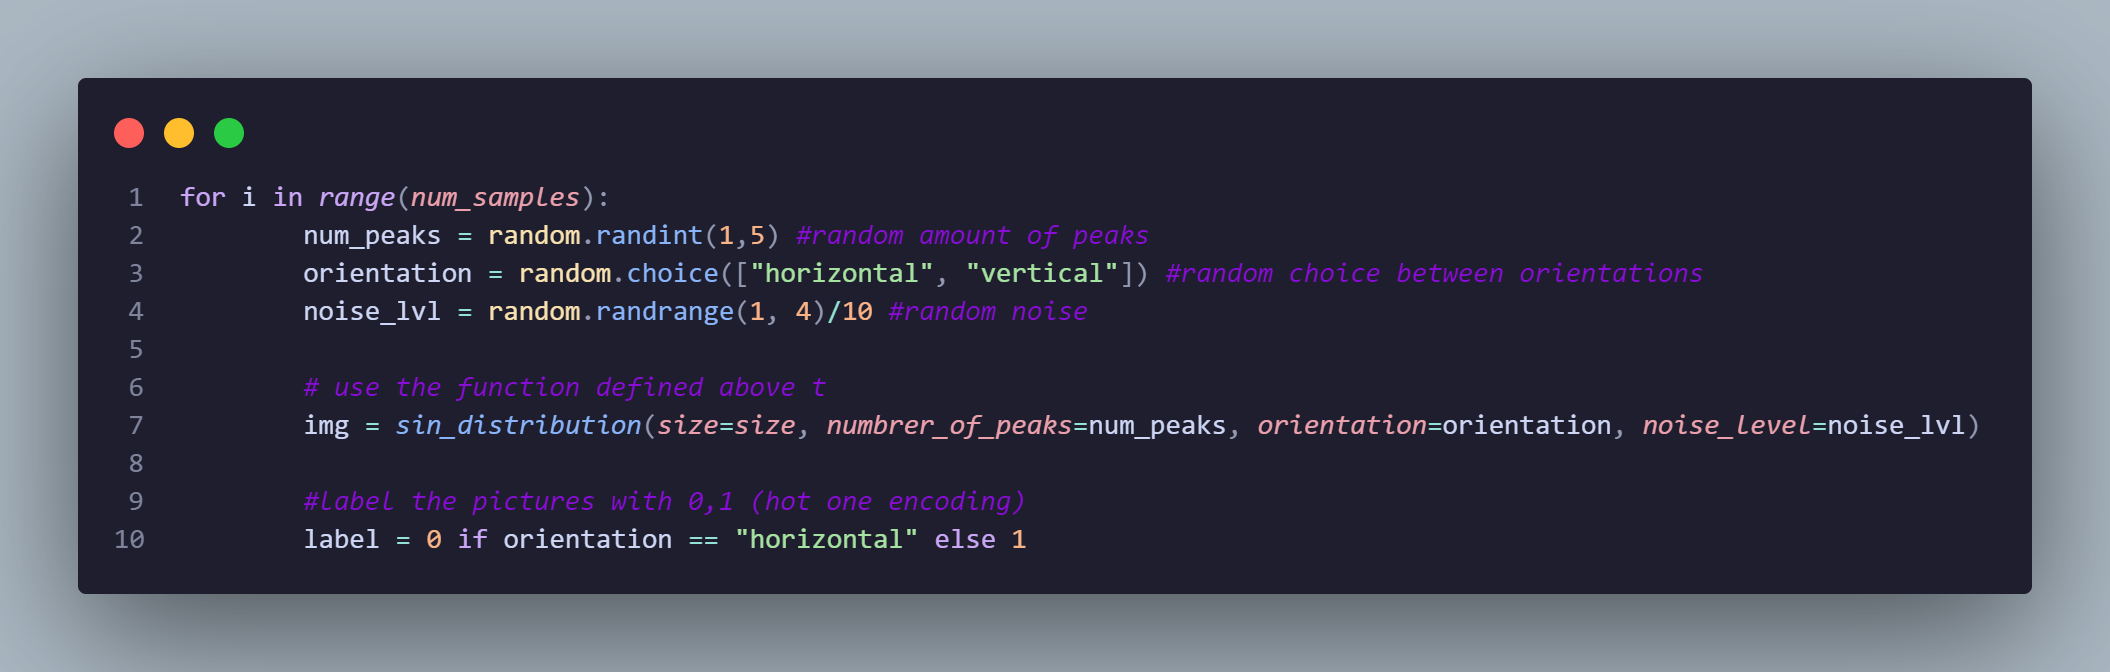 1 for i in range(num_samples):
2         num_peaks = random.randint(1,5) #random amount of peaks
3         orientation = random.choice(["horizontal", "vertical"]) #random choice between orientations
4         noise_lvl = random.randrange(1, 4)/10 #random noise
5
6         # use the function defined above t
7         img = sin_distribution(size=size, numbrer_of_peaks=num_peaks, orientation=orientation, noise_level=noise_lvl)
8
9         #label the pictures with 0,1 (hot one encoding)
10         label = 0 if orientation == "horizontal" else 1